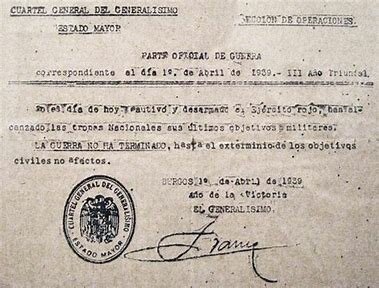 CUARTEL GENERAL DEL GENERALISIMO
ESTADO MAYOR
SECCION DE OPERACIONES.
PARTE OFICIAL DE GUERRA
correspondiente al día 1º de Abril de 1939.- III Año Triunfal.
En el día de hoy, cautivo y desarmado el Ejército rojo, han al-
canzado las tropas Nacionales sus últimos objetivos militares.
LA GUERRA NO HA TERMINADO, hasta el exterminio de los objetivos
civiles no afectos.
BURGOS 1º de Abril 1939
Año de la Victoria
EL GENERALISIMO.
CUARTEL GENERAL DEL GENERALISIMO
ESTADO MAYOR
Franco